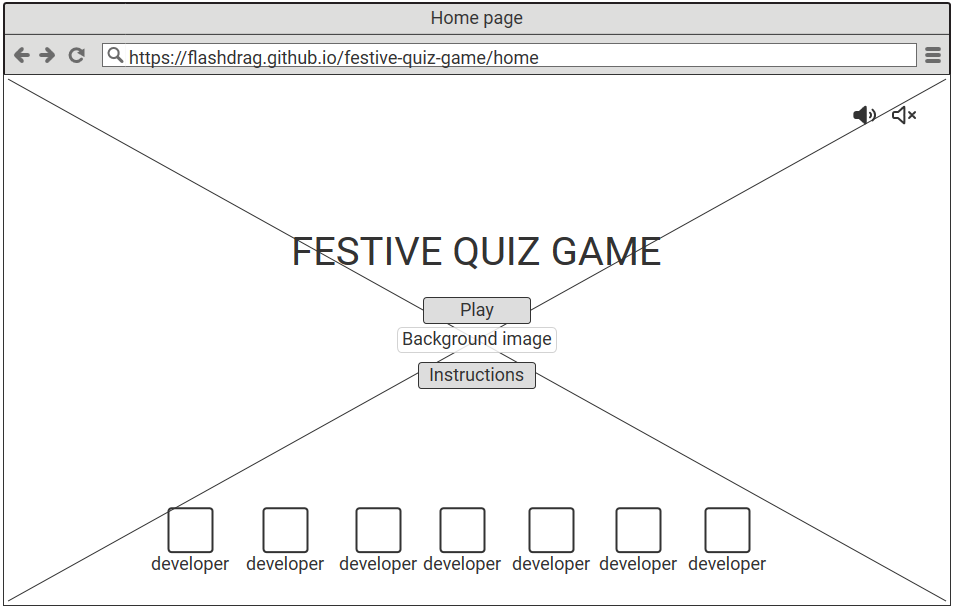 Home page
https://flashdrag.github.io/festive-quiz-game/home
FESTIVE QUIZ GAME
Play
Background image
Instructions
developer developer developer developer developer developer developer